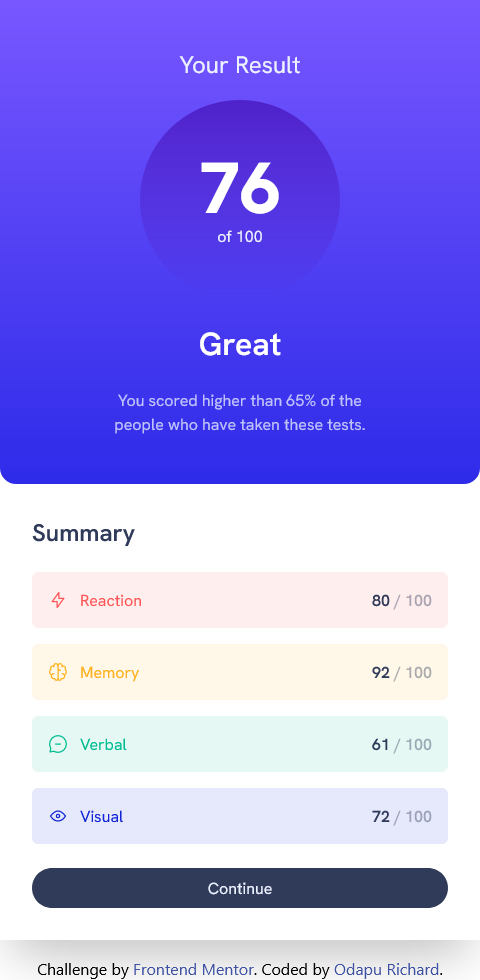 Your Result
76
of 100
Great
You scored higher than 65% of the
people who have taken these tests.
Summary
Reaction 80 / 100
Memory 92 / 100
Verbal 61 / 100
Visual 72 / 100
Continue
Challenge by Frontend Mentor. Coded by Odapu Richard.